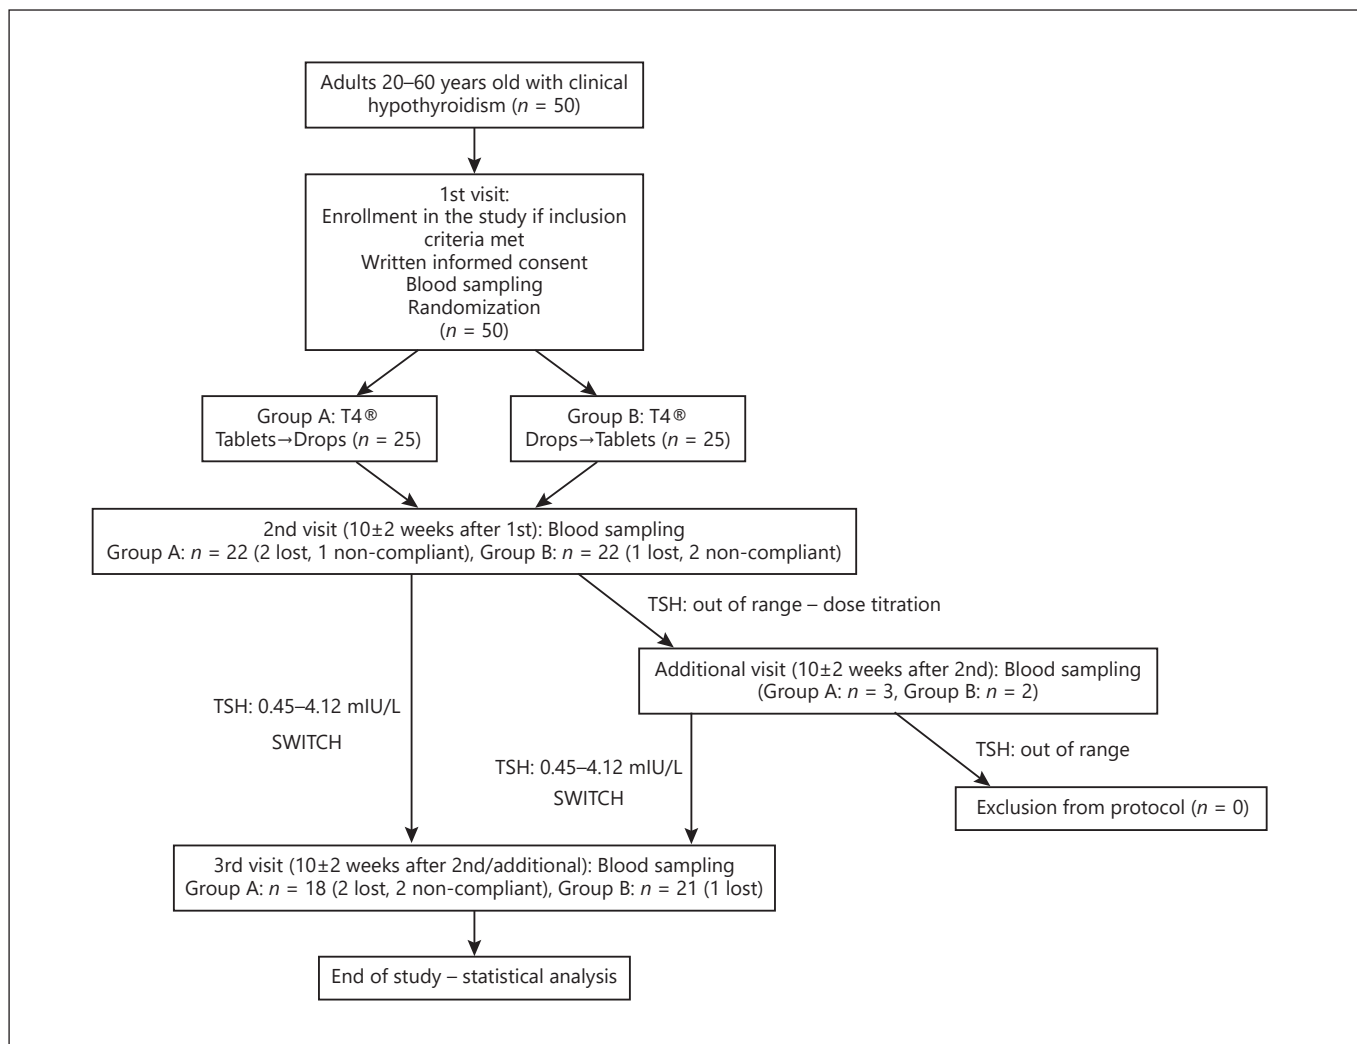 Adults 20–60 years old with clinical
hypothyroidism (n = 50)
1st visit:
Enrollment in the study if inclusion
criteria met
Written informed consent
Blood sampling
Randomization
(n = 50)
Group A: T4®
Tablets→Drops (n = 25)
Group B: T4®
Drops→Tablets (n = 25)
2nd visit (10±2 weeks after 1st): Blood sampling
Group A: n = 22 (2 lost, 1 non-compliant), Group B: n = 22 (1 lost, 2 non-compliant)
TSH: out of range – dose titration
Additional visit (10±2 weeks after 2nd): Blood sampling
(Group A: n = 3, Group B: n = 2)
TSH: 0.45–4.12 mIU/L
SWITCH
TSH: out of range
TSH: 0.45–4.12 mIU/L
SWITCH
Exclusion from protocol (n = 0)
3rd visit (10±2 weeks after 2nd/additional): Blood sampling
Group A: n = 18 (2 lost, 2 non-compliant), Group B: n = 21 (1 lost)
End of study – statistical analysis